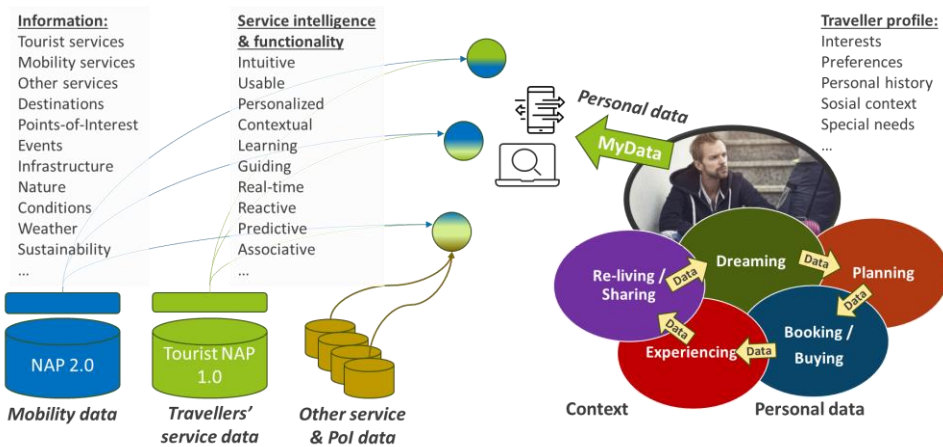 Information:
Tourist services
Mobility services
Other services
Destinations
Points-of-Interest
Events
Infrastructure
Nature
Conditions
Weather
Sustainability
...
Service intelligence
& functionality
Intuitive
Usable
Personalized
Contextual
Learning
Guiding
Real-time
Reactive
Predictive
Associative
...
Traveller profile:
Interests
Preferences
Personal history
Sosial context
Special needs
...
Personal data
MyData
Dreaming
Data
Planning
Data
Booking /
Buying
Data
Experiencing
Data
Re-living /
Sharing
Data
Context
Personal data
NAP 2.0
Mobility data
Tourist NAP
1.0
Travellers'
service data
Other service
& PoI data